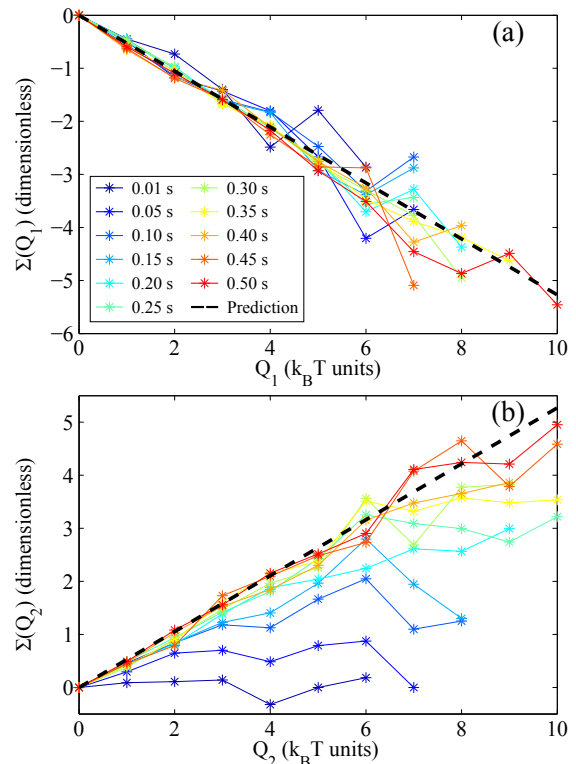 (a)
0
−1
−2
−3
−4
−5
−6
Σ(Q1) (dimensionless)
0.01 s
0.05 s
0.10 s
0.15 s
0.20 s
0.25 s
0.30 s
0.35 s
0.40 s
0.45 s
0.50 s
Prediction
0 2 4 6 8 10
Q1 (kBT units)
(b)
5
4
3
2
1
0
Σ(Q2) (dimensionless)
0 2 4 6 8 10
Q2 (kBT units)